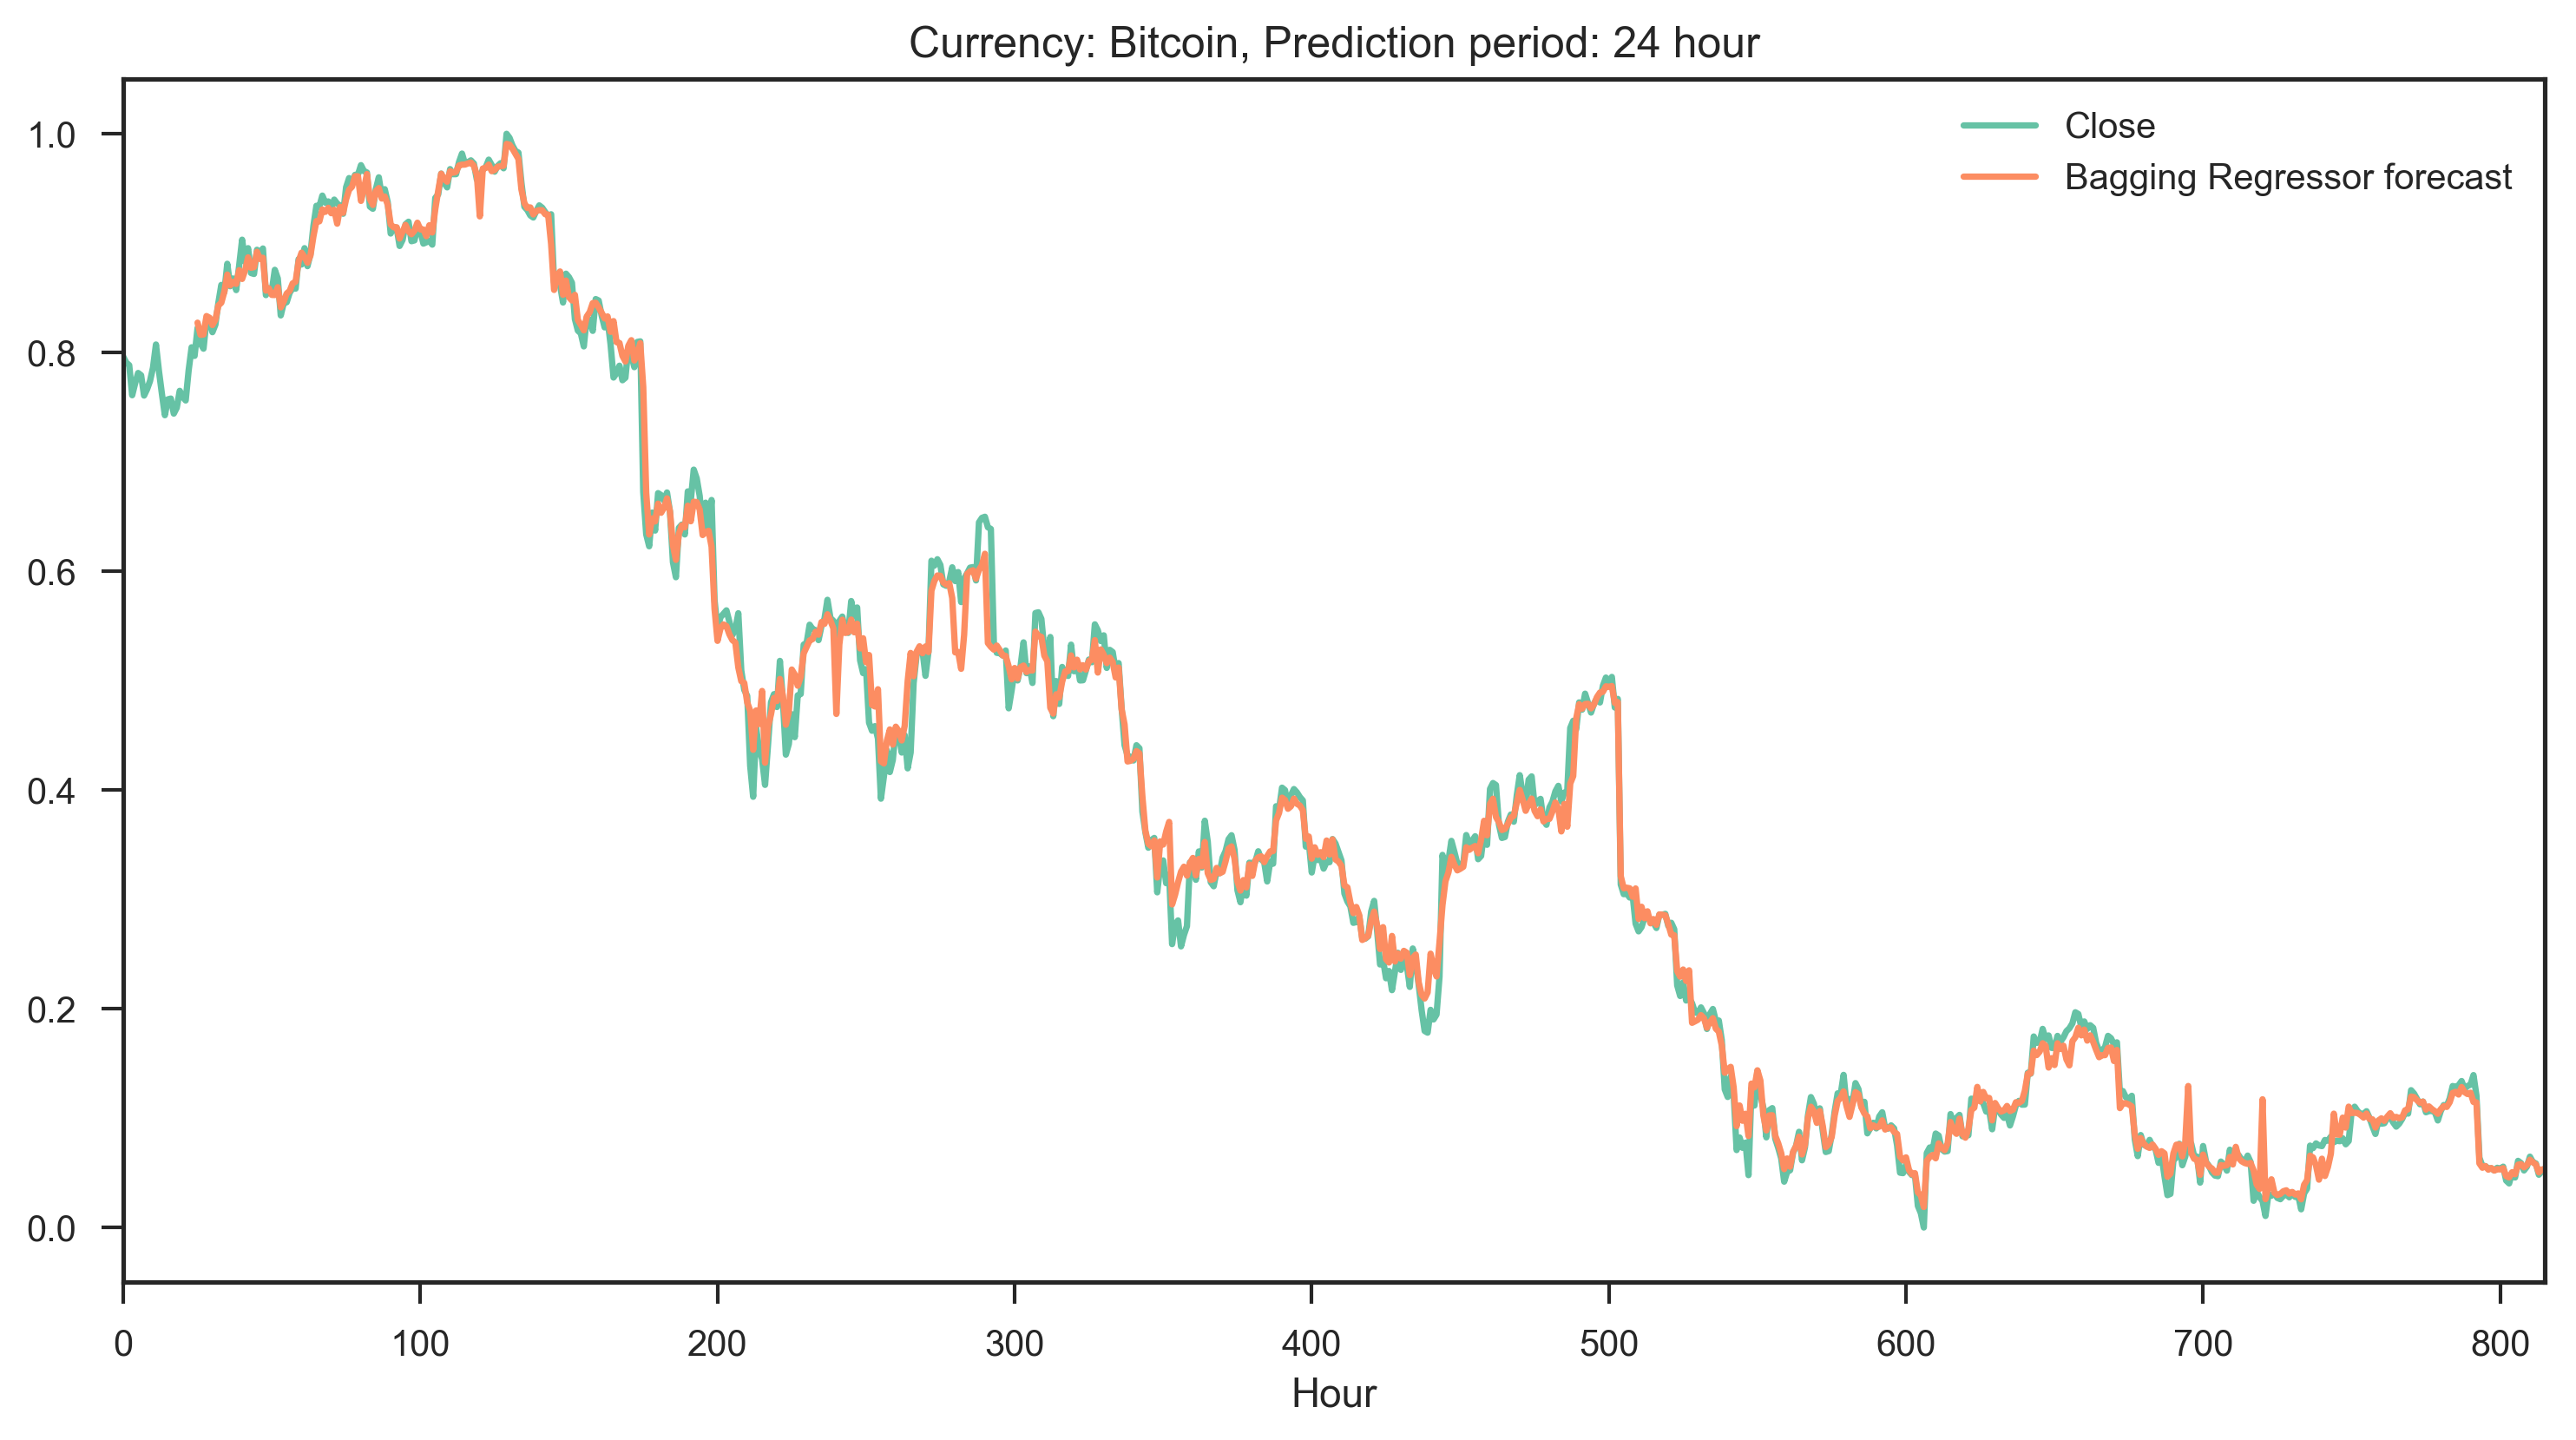 Currency: Bitcoin, Prediction period: 24 hour
Close
Bagging Regressor forecast
1.0
0.8
0.6
0.4
0.2
0.0
0 100 200 300 400 500 600 700 800
Hour